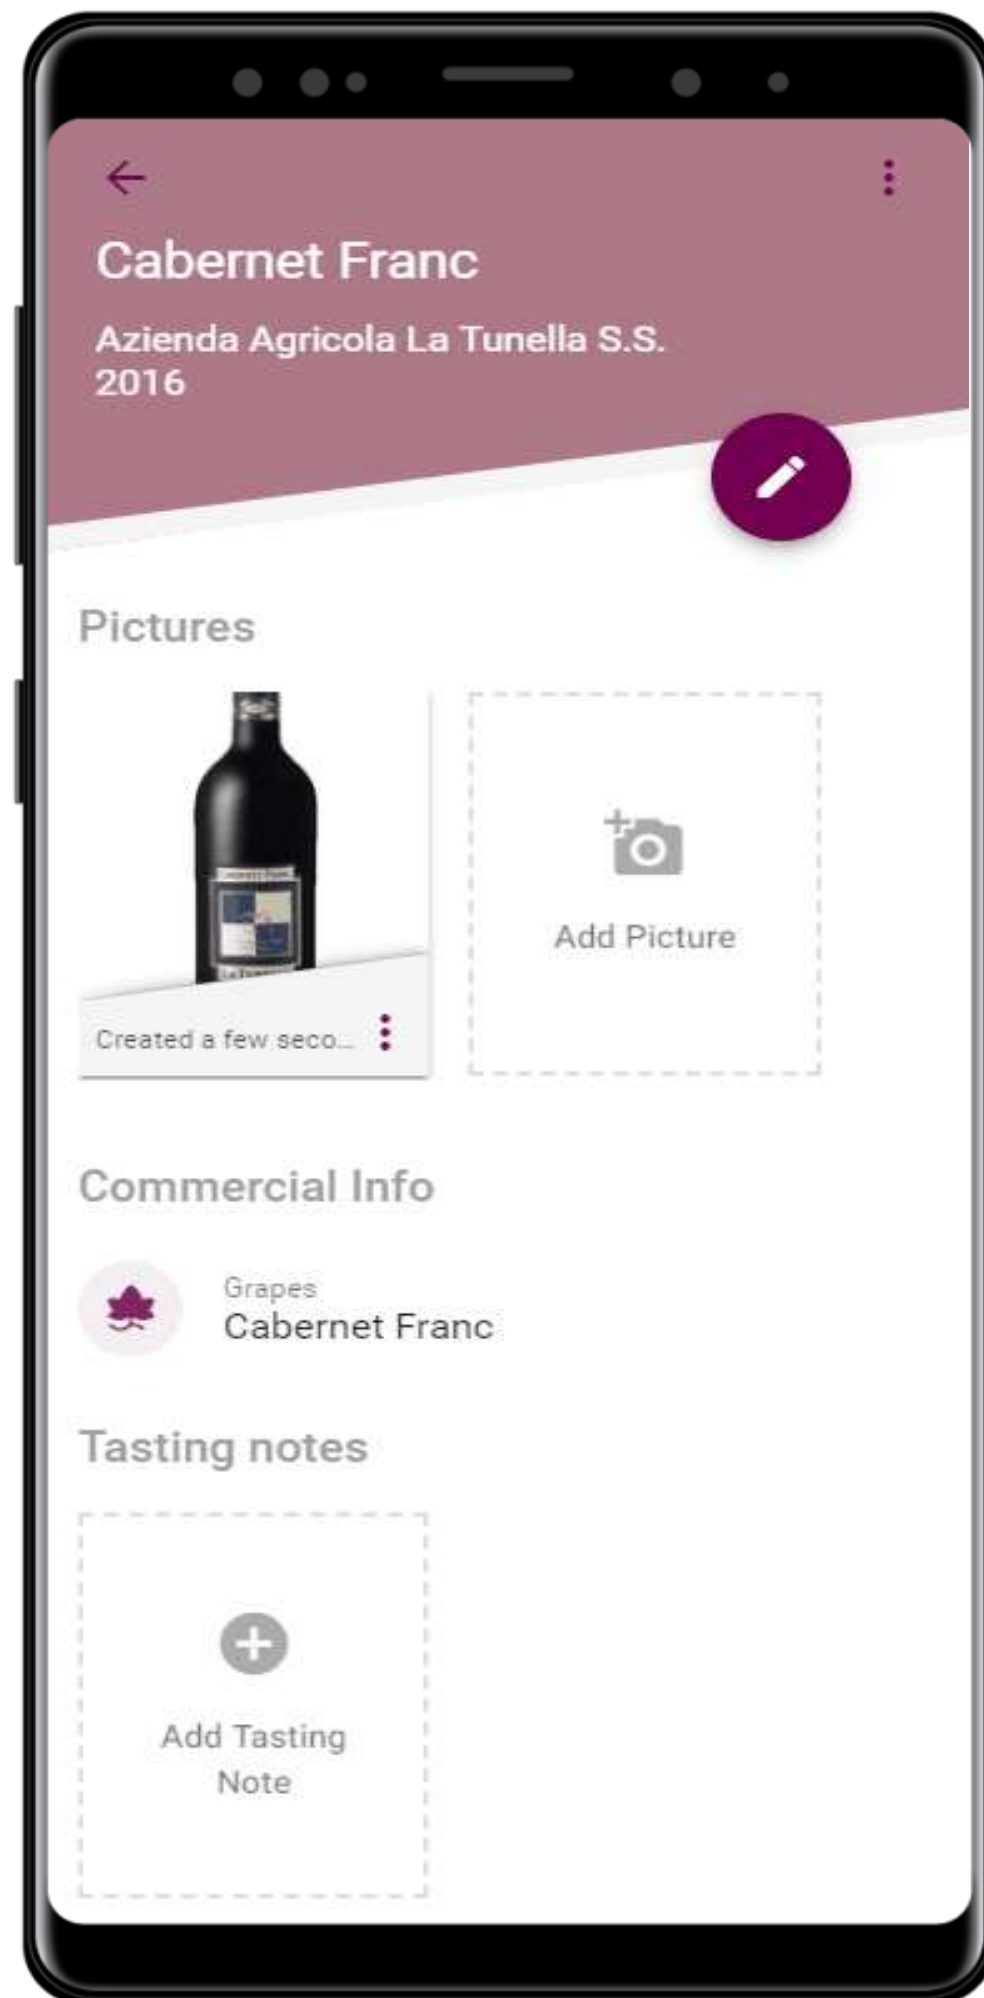 Cabernet Franc
Azienda Agricola La Tunella S.S.
2016
Pictures
Created a few seco...
Add Picture
Commercial Info
Grapes
Cabernet Franc
Tasting notes
Add Tasting
Note